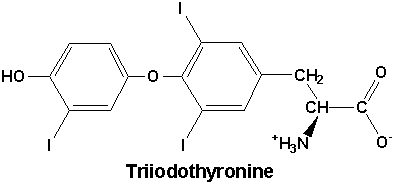 I
I
HO
O
CH2
O
CH
C
I
I
+H3N
O-
Triiodothyronine